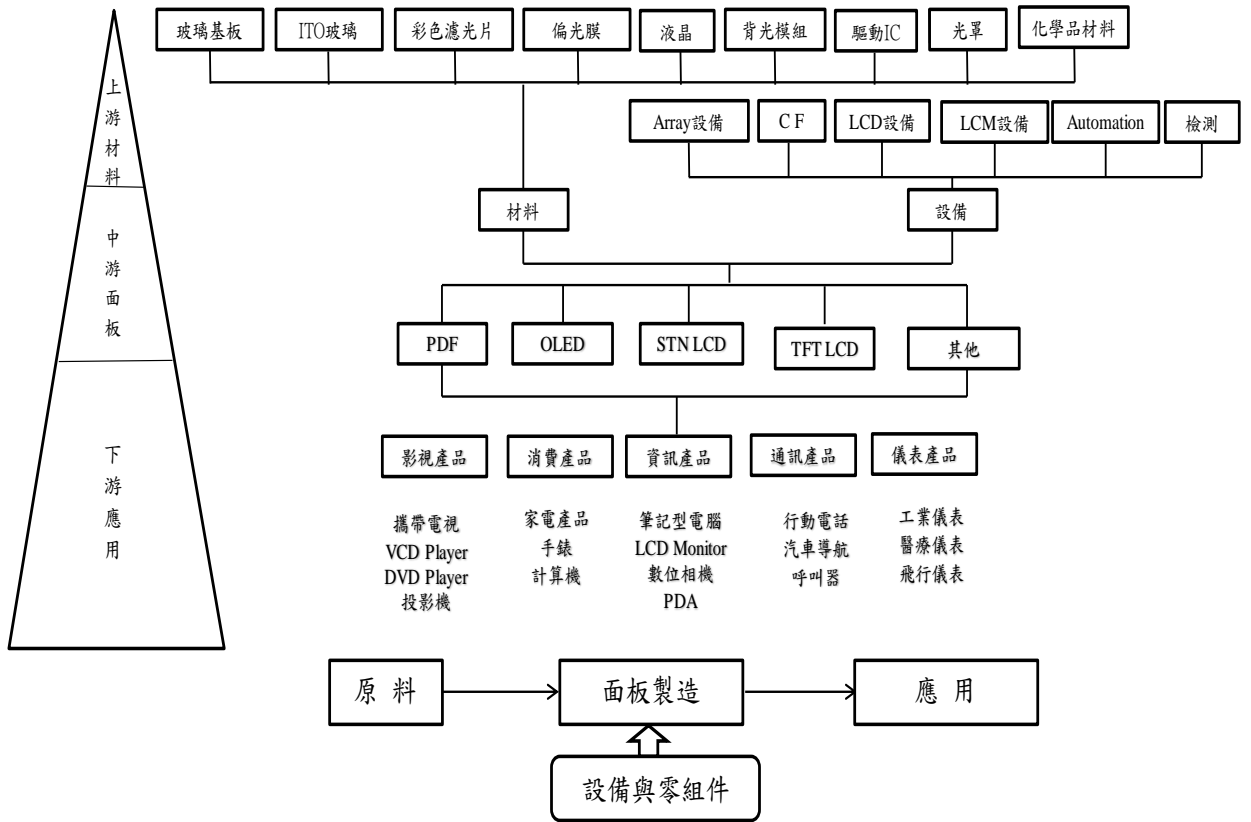 玻璃基板
ITO玻璃
彩色濾光片
偏光膜
液晶
背光模組
驅動IC
光罩
化學品材料
上游材料
Array設備
C F
LCD設備
LCM設備
Automation
檢測
材料
設備
中游面板
PDF
OLED
STN LCD
TFT LCD
其他
下游應用
影視產品
消費產品
資訊產品
通訊產品
儀表產品
攜帶電視
VCD Player
DVD Player
投影機
家電產品
手錶
計算機
筆記型電腦
LCD Monitor
數位相機
PDA
行動電話
汽車導航
呼叫器
工業儀表
醫療儀表
飛行儀表
原 料
面板製造
應 用
設備與零組件